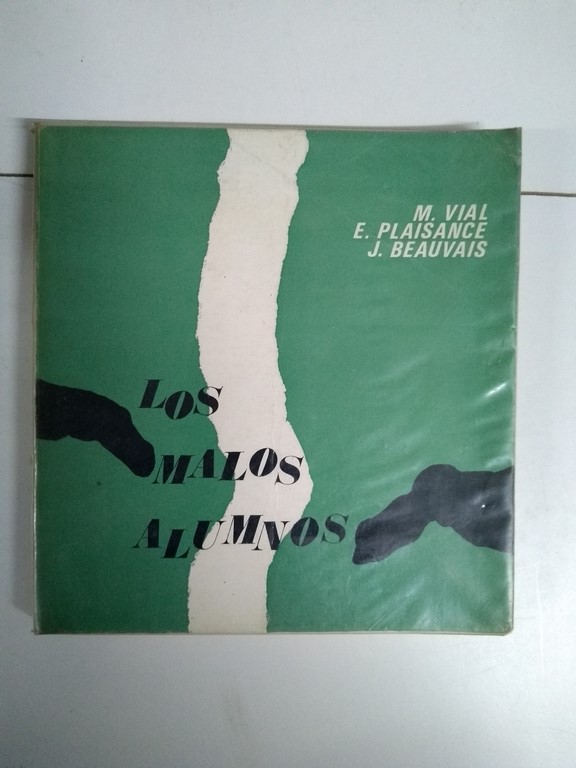 M. VIAL
E. PLAISANCE
J. BEAUVAIS
LOS
MALOS
ALUMNOS